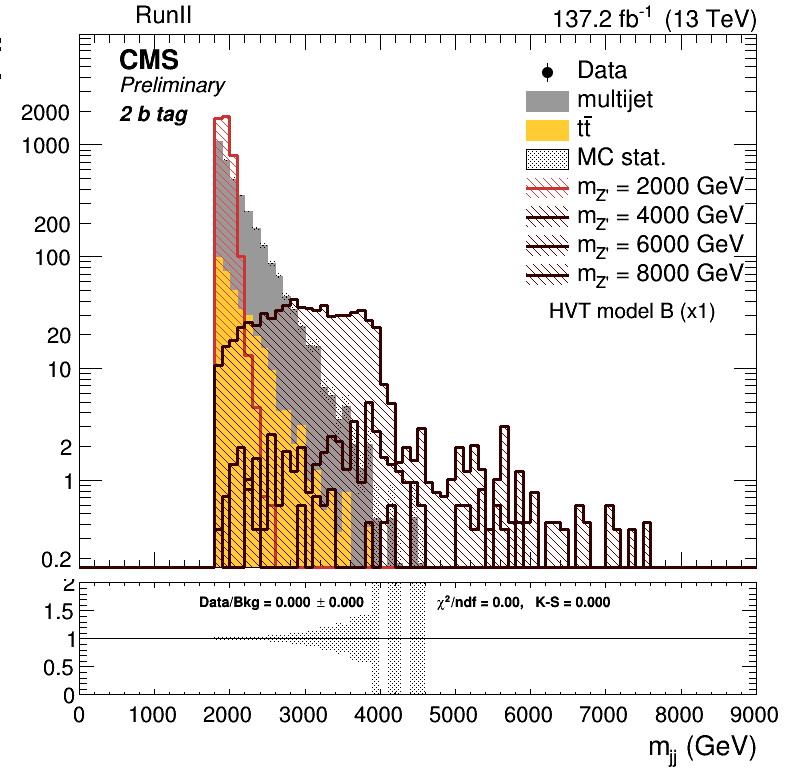 RunII 137.2 fb⁻¹ (13 TeV)
CMS
Preliminary
2 b tag
Data
multijet
tt̄
MC stat.
m_Z' = 2000 GeV
m_Z' = 4000 GeV
m_Z' = 6000 GeV
m_Z' = 8000 GeV
HVT model B (x1)
2000
1000
200
100
20
10
2
1
0.2
Data/Bkg = 0.000 ± 0.000 χ²/ndf = 0.00, K-S = 0.000
2
1.5
1
0.5
0
0 1000 2000 3000 4000 5000 6000 7000 8000 9000
m_jj (GeV)